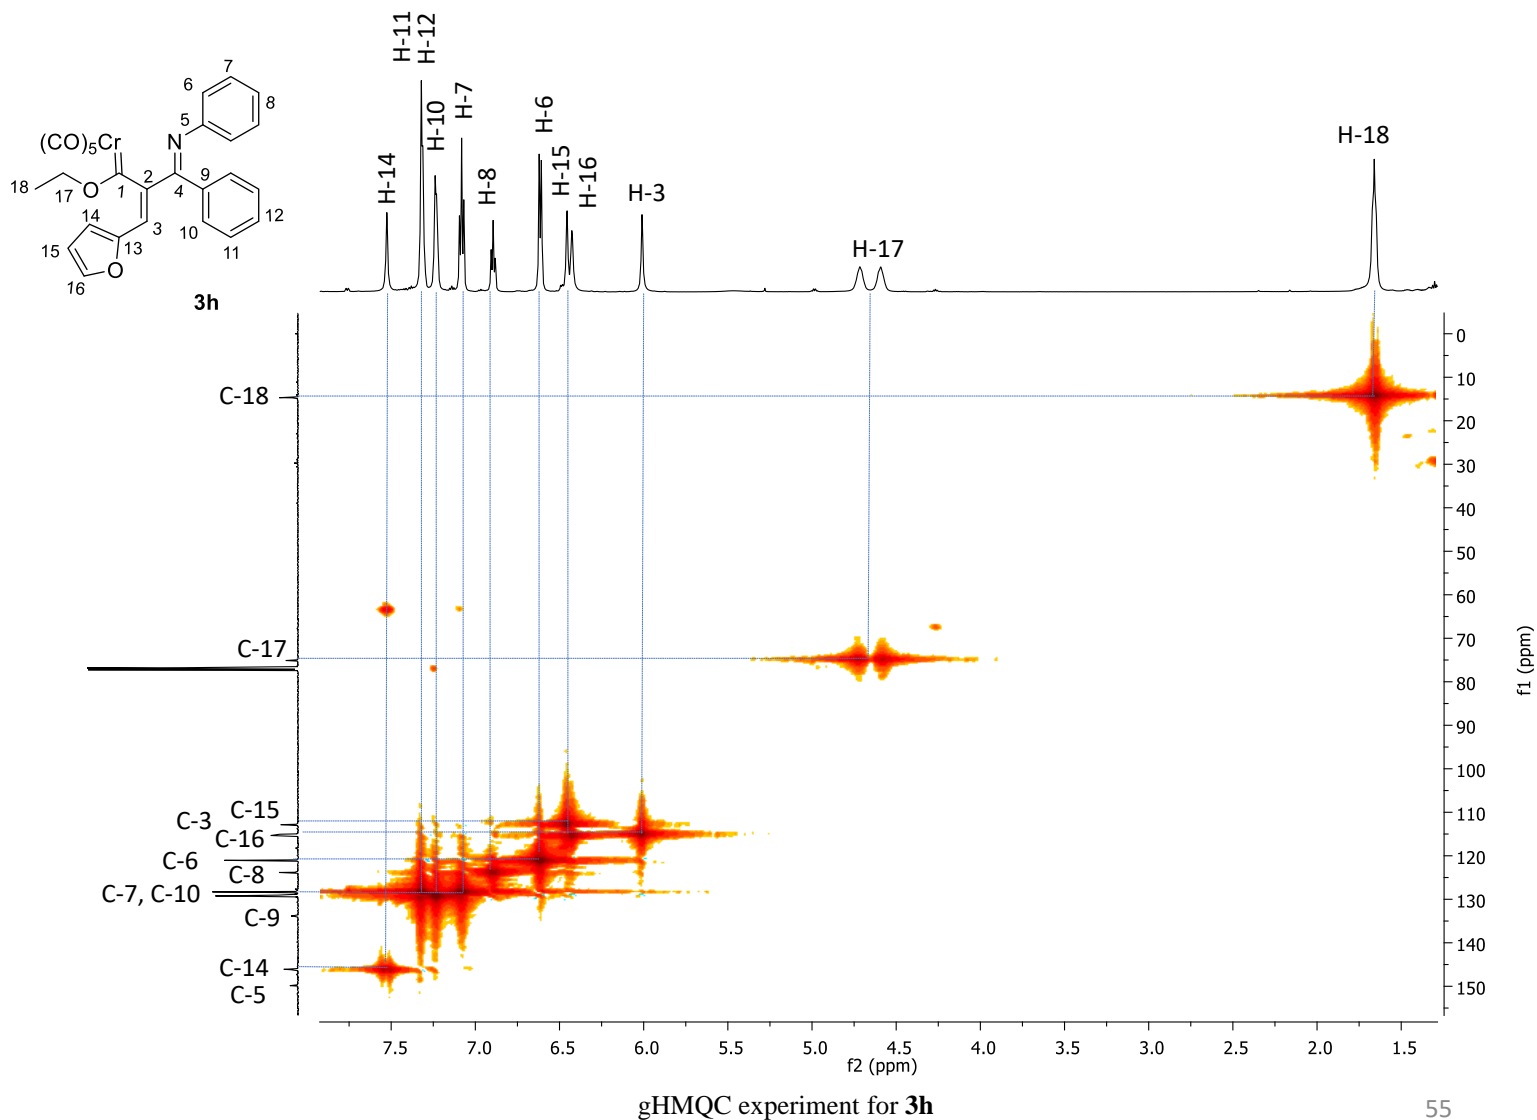 H-11
H-12
H-14
H-10
H-7
H-8
H-6
H-15
H-16
H-3
H-17
H-18
7
6
8
5
(CO)₅Cr
N
9
2
1
4
18
17
O
14
3
10
12
11
15
13
O
16
3h
C-18
C-17
C-15
C-3
C-16
C-6
C-8
C-7, C-10
C-9
C-14
C-5
0
10
20
30
40
50
60
70
80
90
100
110
120
130
140
150
f1 (ppm)
7.5 7.0 6.5 6.0 5.5 5.0 4.5 4.0 3.5 3.0 2.5 2.0 1.5
f2 (ppm)
gHMQC experiment for 3h
55